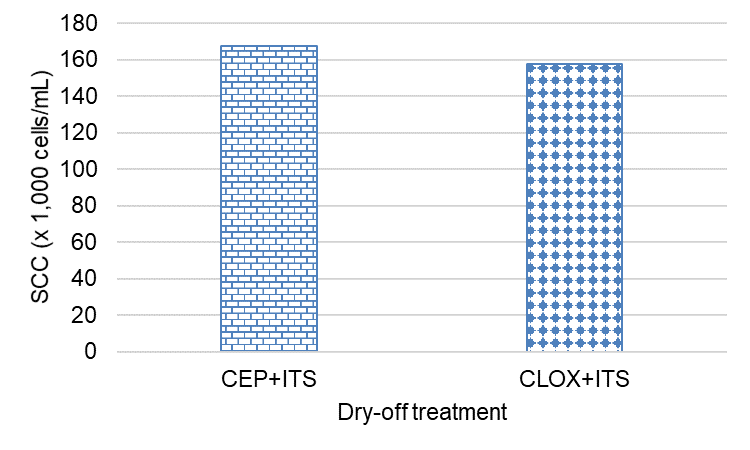 180
160
140
120
100
80
60
40
20
0
SCC (x 1,000 cells/mL)
CEP+ITS
CLOX+ITS
Dry-off treatment